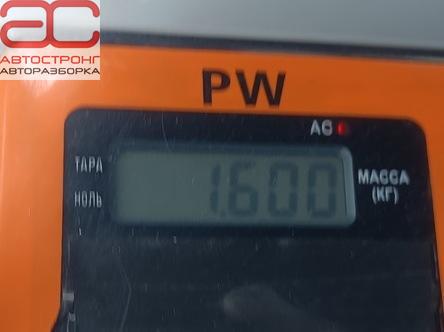 АС
АВТОСТРОНГ
АВТОРАЗБОРКА
PW
AC
ТАРА
НОЛЬ
1.600
МАССА
(КГ)